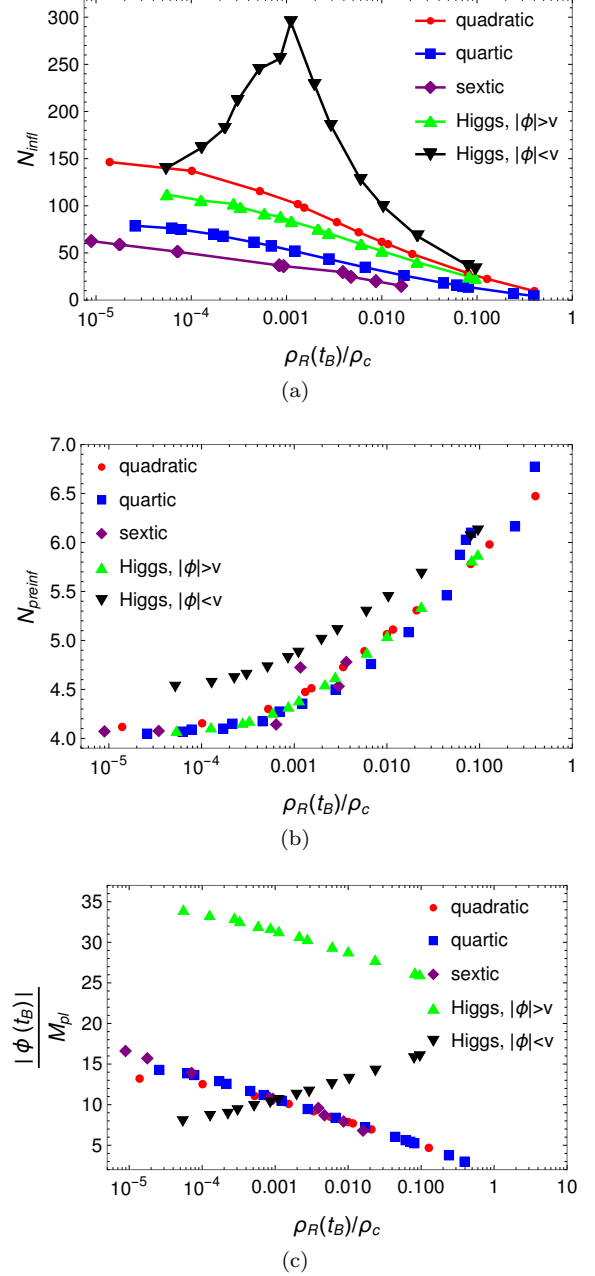 300
250
200
150
100
50
0
N_infl
quadratic
quartic
sextic
Higgs, |ϕ|>v
Higgs, |ϕ|<v
10⁻⁵ 10⁻⁴ 0.001 0.010 0.100 1
ρ_R(t_B)/ρ_c
(a)
7.0
6.5
6.0
5.5
5.0
4.5
4.0
N_preinf
quadratic
quartic
sextic
Higgs, |ϕ|>v
Higgs, |ϕ|<v
10⁻⁵ 10⁻⁴ 0.001 0.010 0.100 1
ρ_R(t_B)/ρ_c
(b)
35
30
25
20
15
10
5
|ϕ(t_B)|
M_pl
quadratic
quartic
sextic
Higgs, |ϕ|>v
Higgs, |ϕ|<v
10⁻⁵ 10⁻⁴ 0.001 0.010 0.100 1 10
ρ_R(t_B)/ρ_c
(c)